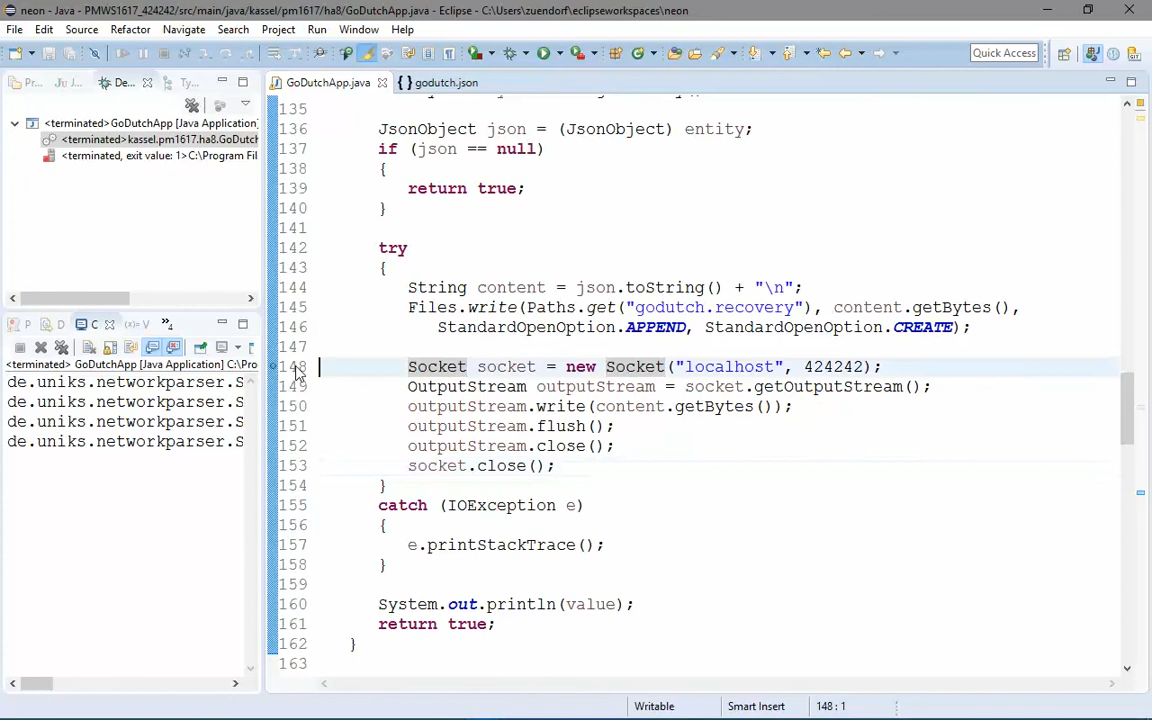 neon - Java - PMWS1617_424242/src/main/java/kassel/pm1617/ha8/GoDutchApp.java - Eclipse - C:\Users\zuendorf\eclipseworkspaces\neon
File Edit Source Refactor Navigate Search Project Run Window Help
Quick Access
Pr... J... De... Ty...
GoDutchApp.java godutch.json
<terminated>GoDutchApp [Java Application]
<terminated>kassel.pm1617.ha8.GoDutch
<terminated, exit value: 1>C:\Program Fil
P D C (x)= V »4
<terminated> GoDutchApp [Java Application] C:\Pro
de.uniks.networkparser.S
de.uniks.networkparser.S
de.uniks.networkparser.S
de.uniks.networkparser.S
135
136 JsonObject json = (JsonObject) entity;
137 if (json == null)
138 {
139 return true;
140 }
141
142 try
143 {
144 String content = json.toString() + "\n";
145 Files.write(Paths.get("godutch.recovery"), content.getBytes(),
146 StandardOpenOption.APPEND, StandardOpenOption.CREATE);
147
148 Socket socket = new Socket("localhost", 424242);
149 OutputStream outputStream = socket.getOutputStream();
150 outputStream.write(content.getBytes());
151 outputStream.flush();
152 outputStream.close();
153 socket.close();
154 }
155 catch (IOException e)
156 {
157 e.printStackTrace();
158 }
159
160 System.out.println(value);
161 return true;
162 }
163
Writable Smart Insert 148 : 1